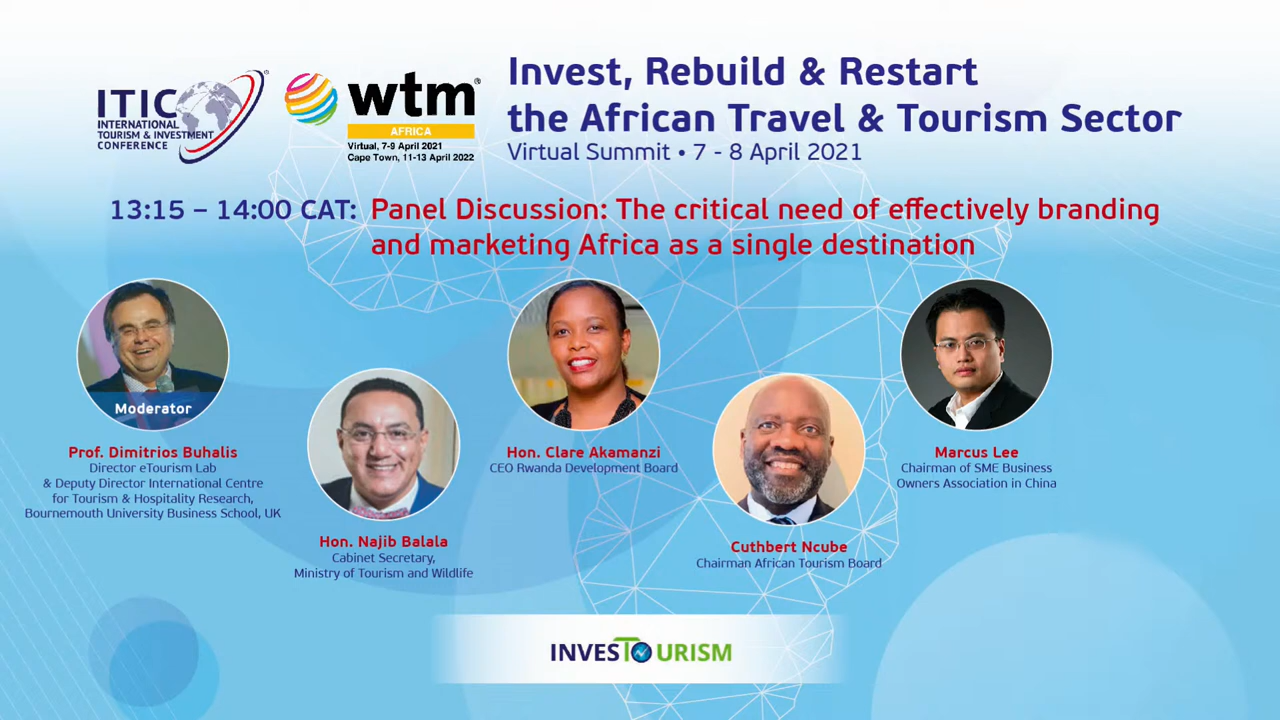 ITIC
INTERNATIONAL
TOURISM & INVESTMENT
CONFERENCE
wtm®
AFRICA
Virtual, 7-9 April 2021
Cape Town, 11-13 April 2022
Invest, Rebuild & Restart
the African Travel & Tourism Sector
Virtual Summit • 7 - 8 April 2021
13:15 – 14:00 CAT: Panel Discussion: The critical need of effectively branding
and marketing Africa as a single destination
Moderator
Prof. Dimitrios Buhalis
Director eTourism Lab
& Deputy Director International Centre
for Tourism & Hospitality Research,
Bournemouth University Business School, UK
Hon. Najib Balala
Cabinet Secretary,
Ministry of Tourism and Wildlife
Hon. Clare Akamanzi
CEO Rwanda Development Board
Cuthbert Ncube
Chairman African Tourism Board
Marcus Lee
Chairman of SME Business
Owners Association in China
INVESTOURISM